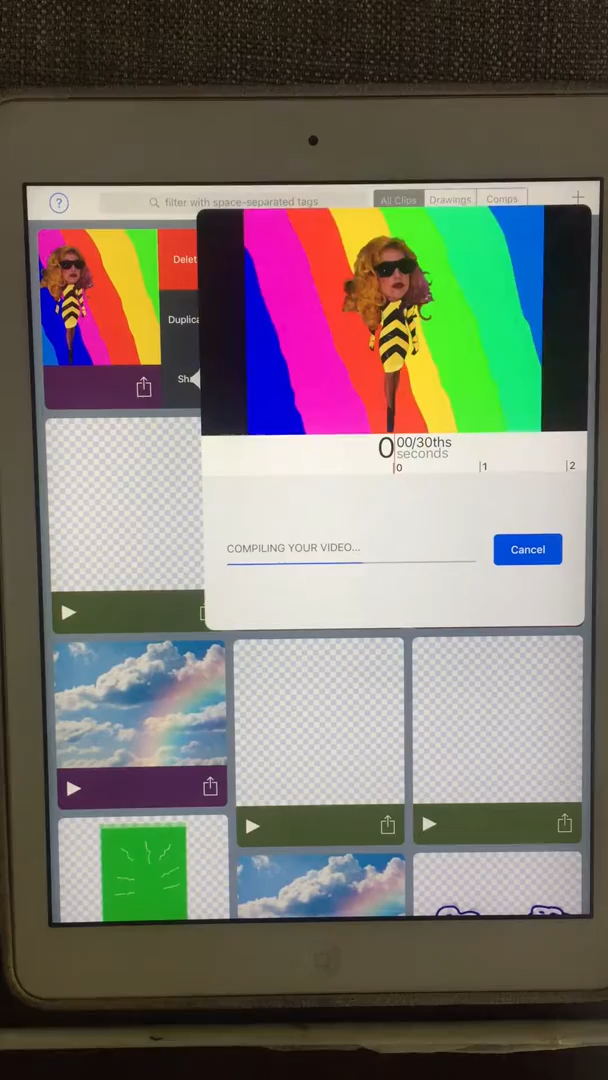 ?
filter with space-separated tags
All Clips
Drawings
Comps
+
Delet
Duplica
Sha
0 00/30ths
seconds
0
1
2
COMPILING YOUR VIDEO...
Cancel